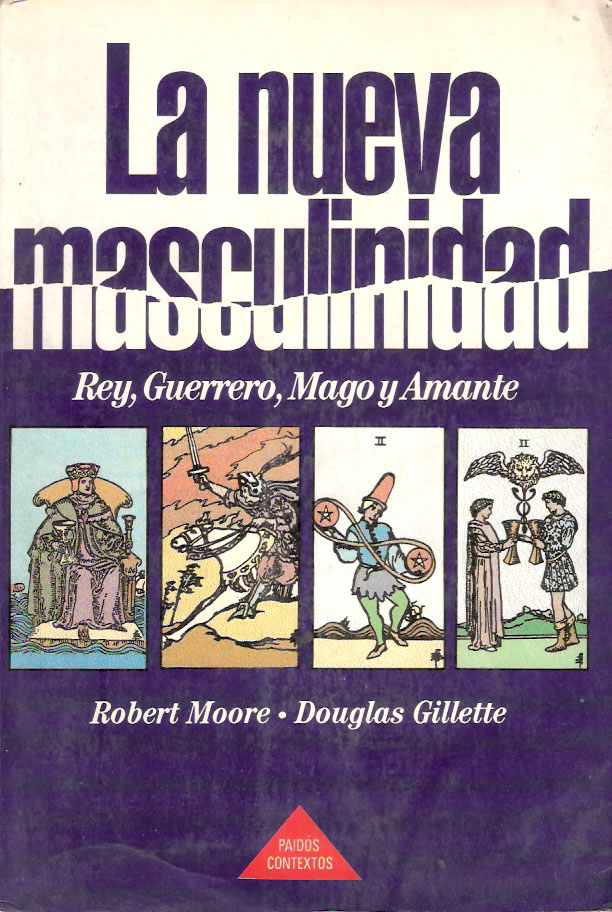 La nueva
masculinidad
Rey, Guerrero, Mago y Amante
II
II
Robert Moore • Douglas Gillette
PAIDÓS
CONTEXTOS